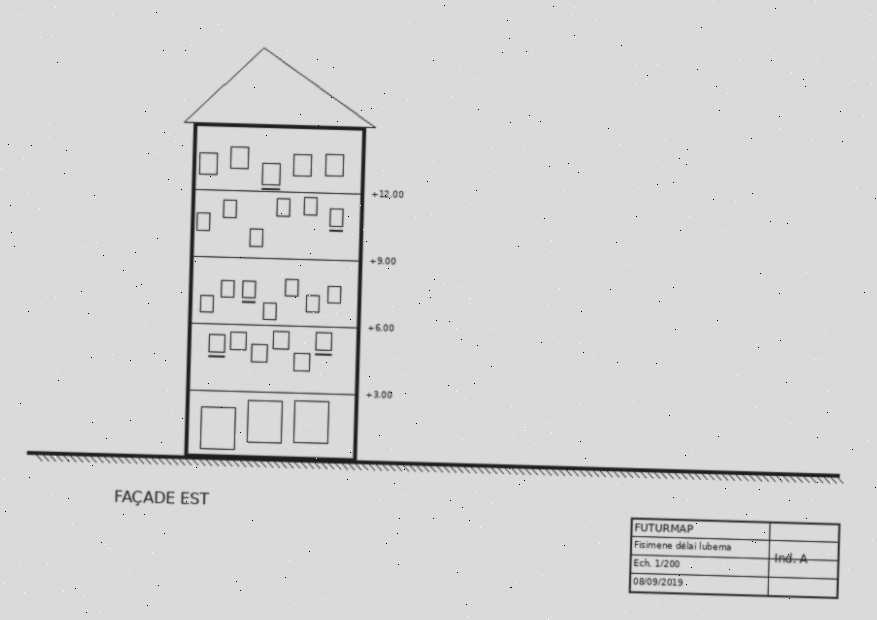 +12.00
+9.00
+6.00
+3.00
FAÇADE EST
FUTURMAP
Fisimene délai lubema
Ind. A
Ech. 1/200
08/09/2019